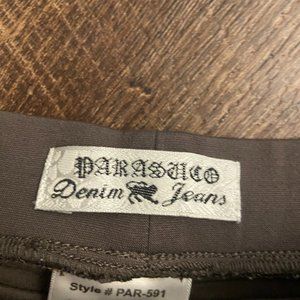 PARASUCO
Denim Jeans
Style # PAR-591